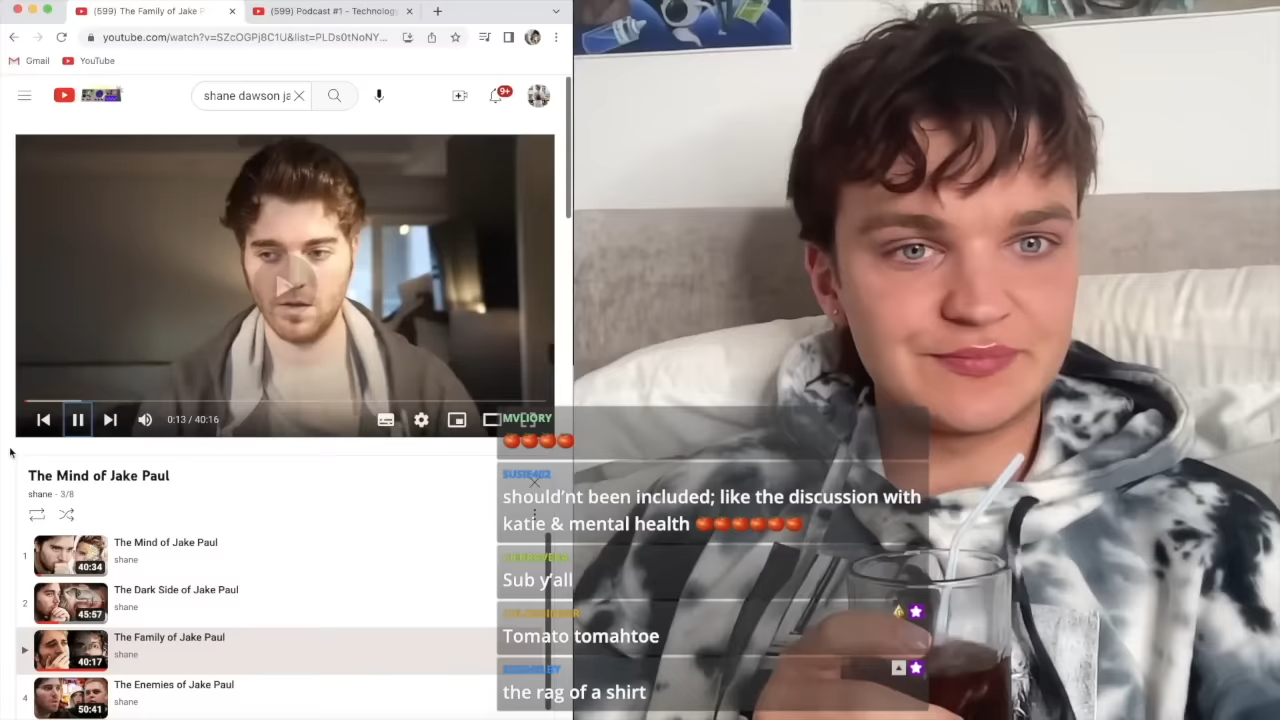 (599) The Family of Jake P
(599) Podcast #1 - Technology
youtube.com/watch?v=SZcOGPj8C1U&list=PLDs0tNoNY...
Gmail
YouTube
shane dawson ja
9+
0:13 / 40:16
The Mind of Jake Paul
shane - 3/8
1
The Mind of Jake Paul
shane
40:34
2
The Dark Side of Jake Paul
shane
45:57
The Family of Jake Paul
shane
40:17
4
The Enemies of Jake Paul
shane
50:41
MVLIORY
should'nt been included; like the discussion with
katie & mental health
Sub y'all
Tomato tomahtoe
the rag of a shirt